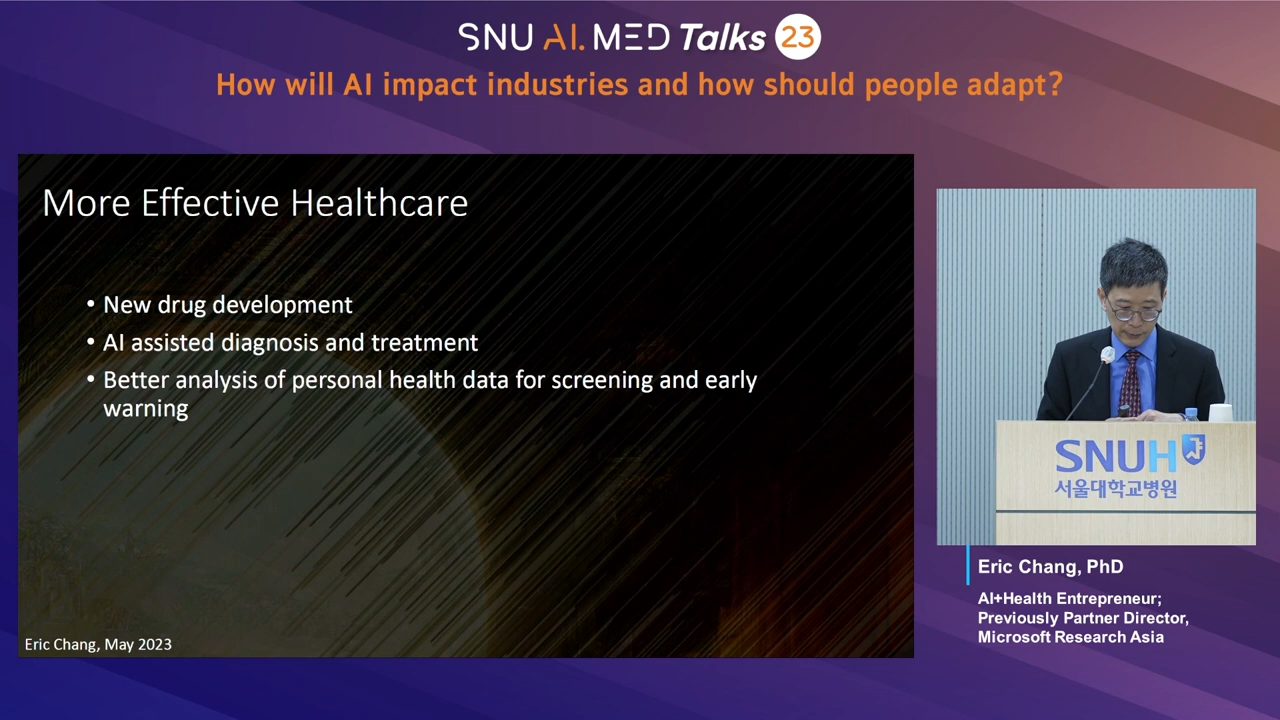 SNU AI. MED Talks 23
How will AI impact industries and how should people adapt?
More Effective Healthcare
• New drug development
• AI assisted diagnosis and treatment
• Better analysis of personal health data for screening and early
warning
Eric Chang, May 2023
SNUH
서울대학교병원
Eric Chang, PhD
AI+Health Entrepreneur;
Previously Partner Director,
Microsoft Research Asia